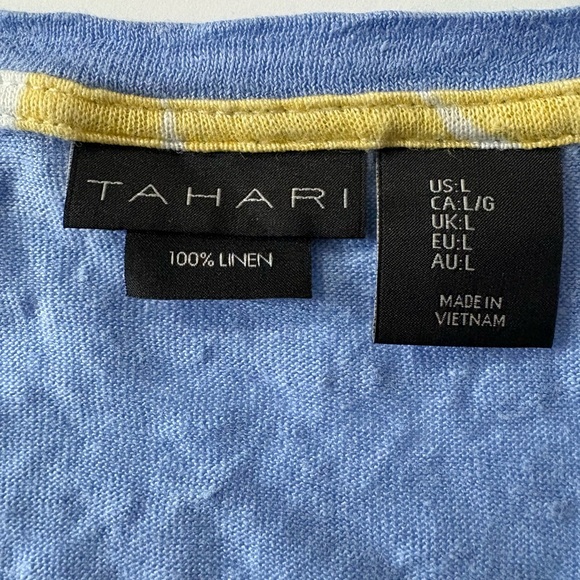 TAHARI
100% LINEN
US:L
CA:L/G
UK:L
EU:L
AU:L
MADE IN
VIETNAM